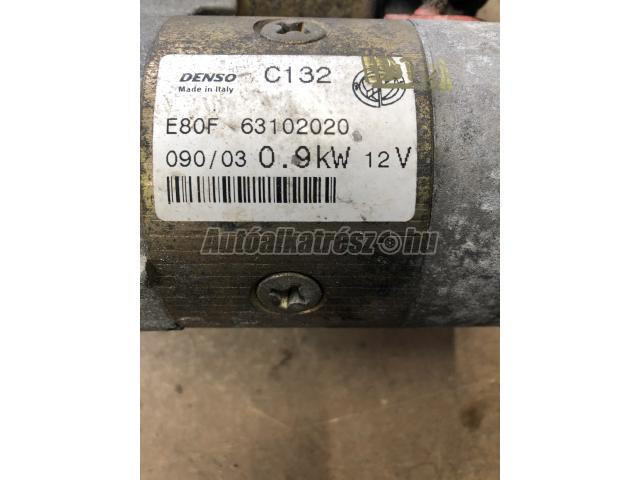 DENSO C132
Made in Italy
E80F 63102020
090/03 0.9kW 12V
Autóalkatrész.hu